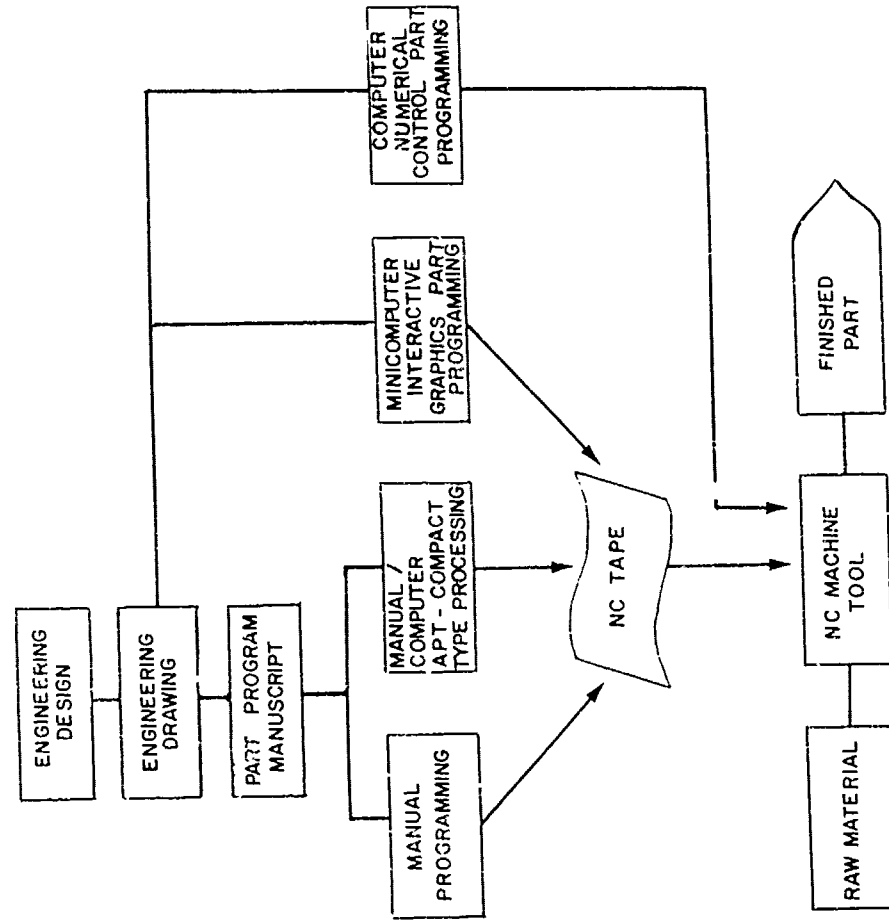 ENGINEERING
DESIGN
ENGINEERING
DRAWING
PART PROGRAM
MANUSCRIPT
MANUAL
PROGRAMMING
MANUAL /
COMPUTER
APT - COMPACT
TYPE PROCESSING
MINICOMPUTER
INTERACTIVE
GRAPHICS PART
PROGRAMMING
COMPUTER
NUMERICAL
CONTROL PART
PROGRAMMING
NC TAPE
RAW MATERIAL
NC MACHINE
TOOL
FINISHED
PART